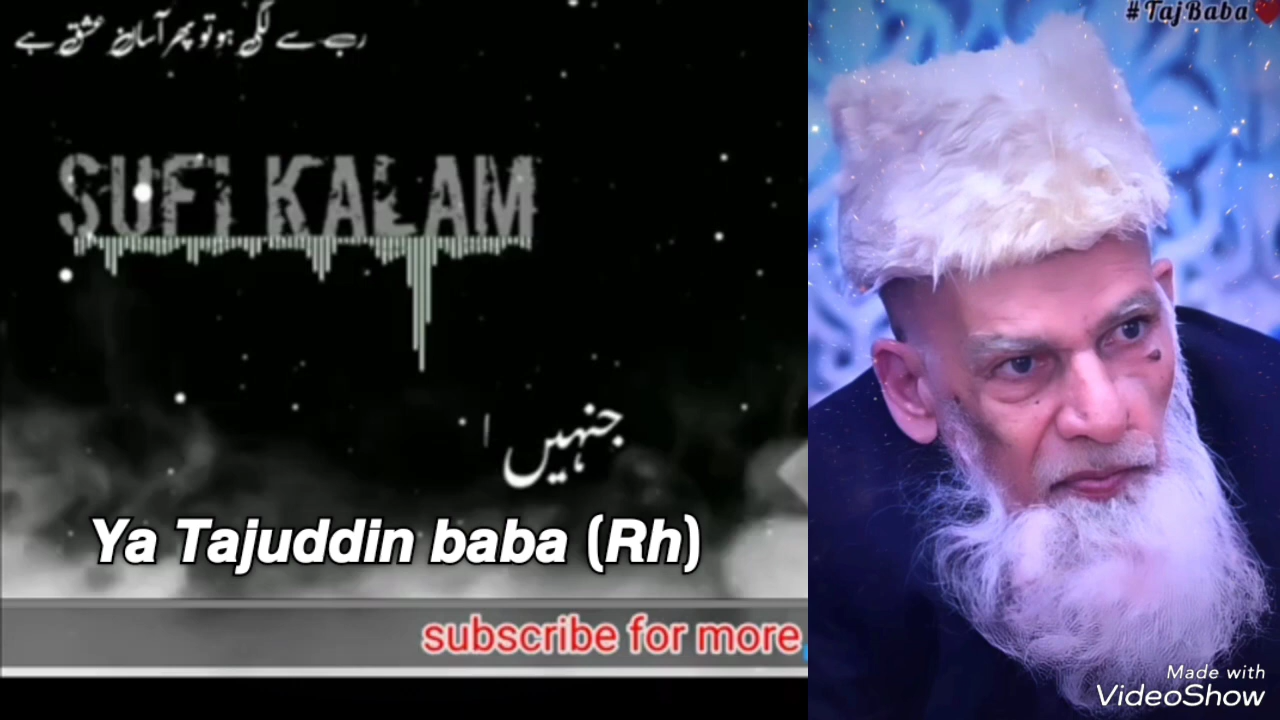 رب سے لگی ہو تو پھر آسان عشق ہے
SUFI KALAM
جنہیں
Ya Tajuddin baba (Rh)
subscribe for more
#TajBaba❤
Made with
VideoShow